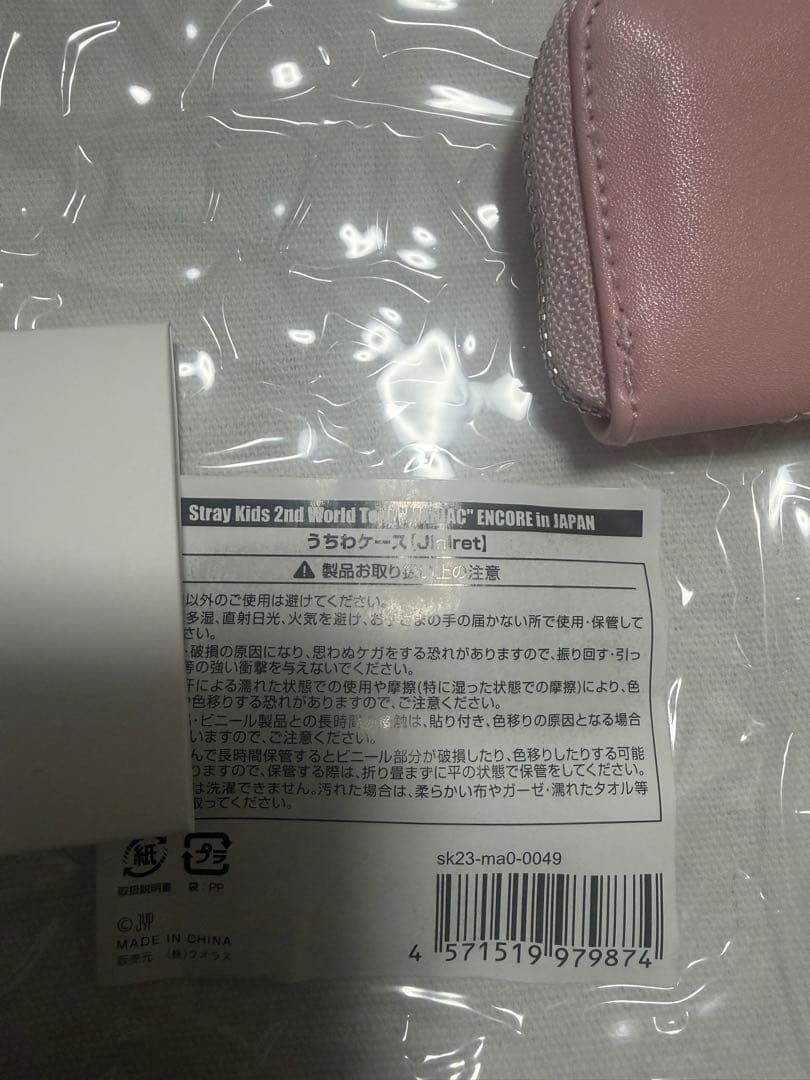 Stray Kids 2nd World Tour "MANIAC" ENCORE in JAPAN
うちわケース【Jiniret】
製品お取り扱い上の注意
以外のご使用は避けてください。
多湿、直射日光、火気を避け、お子さまの手の届かない所で使用・保管して
さい。
・破損の原因になり、思わぬケガをする恐れがありますので、振り回す・引っ
等の強い衝撃を与えないでください。
汗による濡れた状態での使用や摩擦(特に湿った状態での摩擦)により、色
色移りする恐れがありますので、ご注意ください。
・ビニール製品との長時間の接触は、貼り付き、色移りの原因となる場合
いますので、ご注意ください。
んで長時間保管するとビニール部分が破損したり、色移りしたりする可能
りますので、保管する際は、折り畳まずに平の状態で保管をしてください。
は洗濯できません。汚れた場合は、柔らかい布やガーゼ・濡れたタオル等
取ってください。
紙 プラ
取扱説明書 袋:PP
sk23-ma0-0049
©JYP
MADE IN CHINA
販売元:(株)ウオラス
4 571519 979874